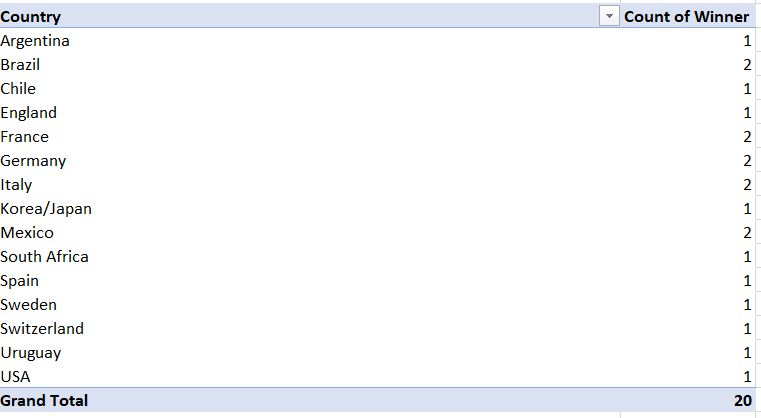 Country Count of Winner
Argentina 1
Brazil 2
Chile 1
England 1
France 2
Germany 2
Italy 2
Korea/Japan 1
Mexico 2
South Africa 1
Spain 1
Sweden 1
Switzerland 1
Uruguay 1
USA 1
Grand Total 20